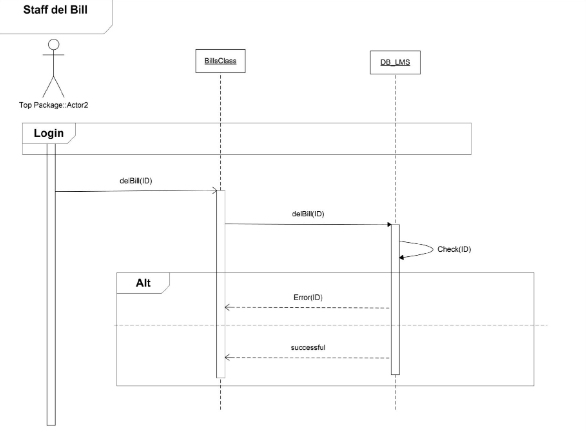 Staff del Bill
BillsClass
DB_LMS
Top Package::Actor2
Login
delBill(ID)
delBill(ID)
Check(ID)
Alt
Error(ID)
successful